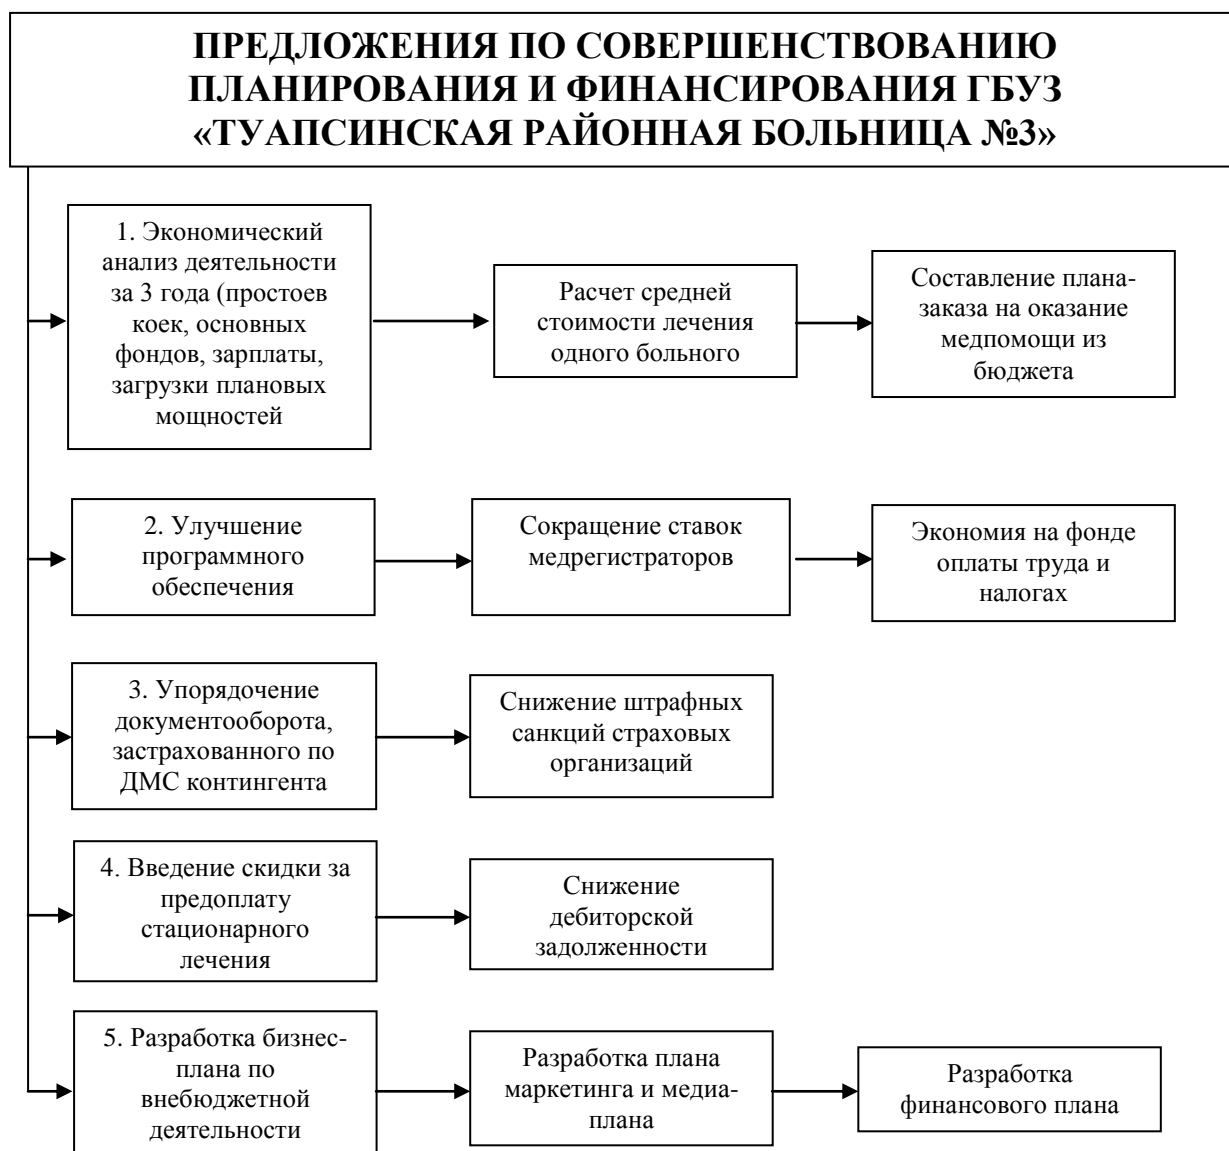 ПРЕДЛОЖЕНИЯ ПО СОВЕРШЕНСТВОВАНИЮ
ПЛАНИРОВАНИЯ И ФИНАНСИРОВАНИЯ ГБУЗ
«ТУАПСИНСКАЯ РАЙОННАЯ БОЛЬНИЦА №3»
1. Экономический
анализ деятельности
за 3 года (простоев
коек, основных
фондов, зарплаты,
загрузки плановых
мощностей
Расчет средней
стоимости лечения
одного больного
Составление плана-
заказа на оказание
медпомощи из
бюджета
2. Улучшение
программного
обеспечения
Сокращение ставок
медрегистраторов
Экономия на фонде
оплаты труда и
налогах
3. Упорядочение
документооборота,
застрахованного по
ДМС контингента
Снижение штрафных
санкций страховых
организаций
4. Введение скидки за
предоплату
стационарного
лечения
Снижение
дебиторской
задолженности
5. Разработка бизнес-
плана по
внебюджетной
деятельности
Разработка плана
маркетинга и медиа-
плана
Разработка
финансового плана